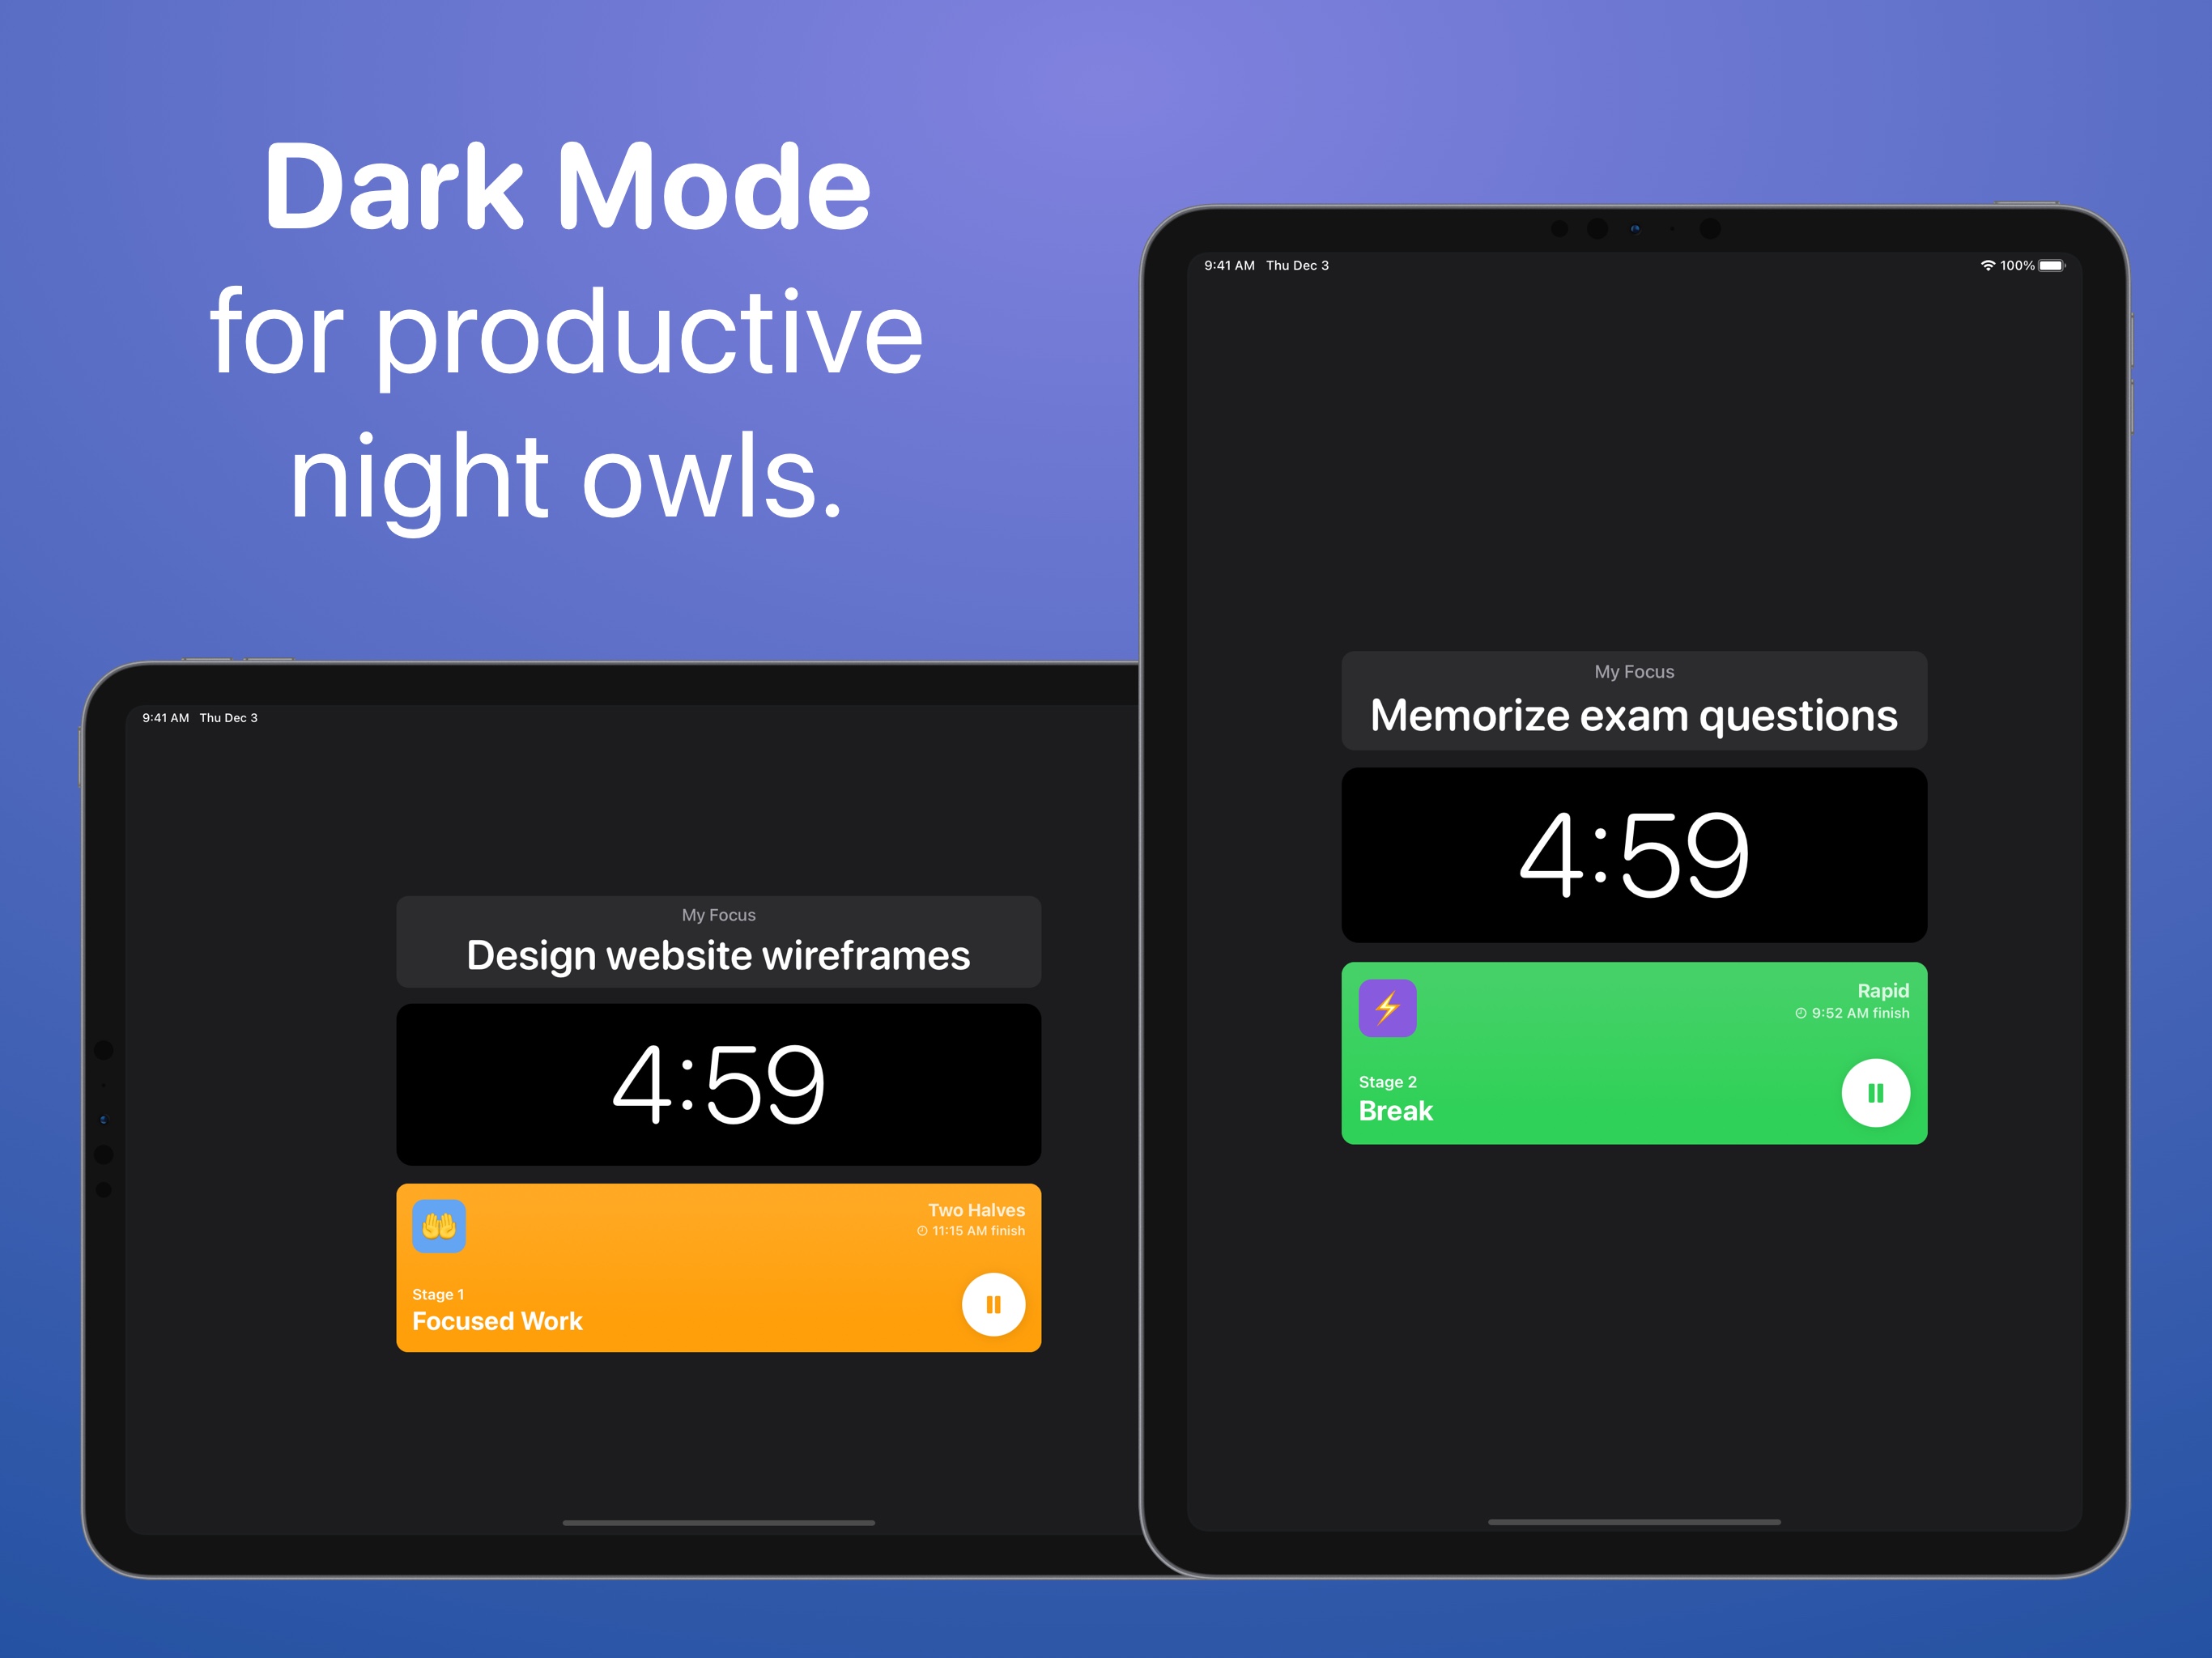 Dark Mode
for productive
night owls.
9:41 AM Thu Dec 3
My Focus
Design website wireframes
4:59
Two Halves
11:15 AM finish
Stage 1
Focused Work
9:41 AM Thu Dec 3
100%
My Focus
Memorize exam questions
4:59
Rapid
9:52 AM finish
Stage 2
Break